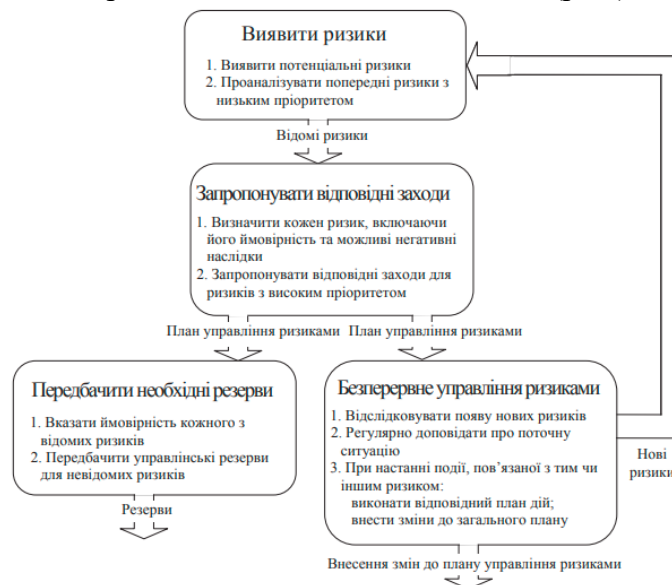 Виявити ризики
1. Виявити потенціальні ризики
2. Проаналізувати попередні ризики з
низьким пріоритетом
Відомі ризики
Запропонувати відповідні заходи
1. Визначити кожен ризик, включаючи
його ймовірність та можливі негативні
наслідки
2. Запропонувати відповідні заходи для
ризиків з високим пріоритетом
План управління ризиками
План управління ризиками
Передбачити необхідні резерви
1. Вказати ймовірність кожного з
відомих ризиків
2. Передбачити управлінські резерви
для невідомих ризиків
Резерви
Безперервне управління ризиками
1. Відслідковувати появу нових ризиків
2. Регулярно доповідати про поточну
ситуацію
3. При настанні події, пов’язаної з тим чи
іншим ризиком:
виконати відповідний план дій;
внести зміни до загального плану
Нові
ризики
Внесення змін до плану управління ризиками